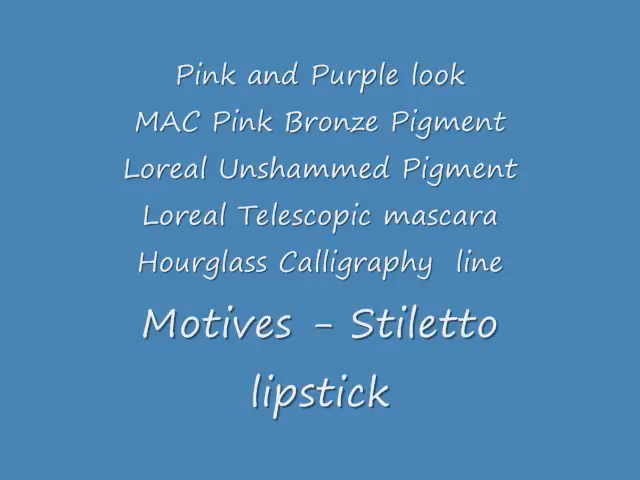 Pink and Purple look
MAC Pink Bronze Pigment
Loreal Unshammed Pigment
Loreal Telescopic mascara
Hourglass Calligraphy line
Motives - Stiletto
lipstick